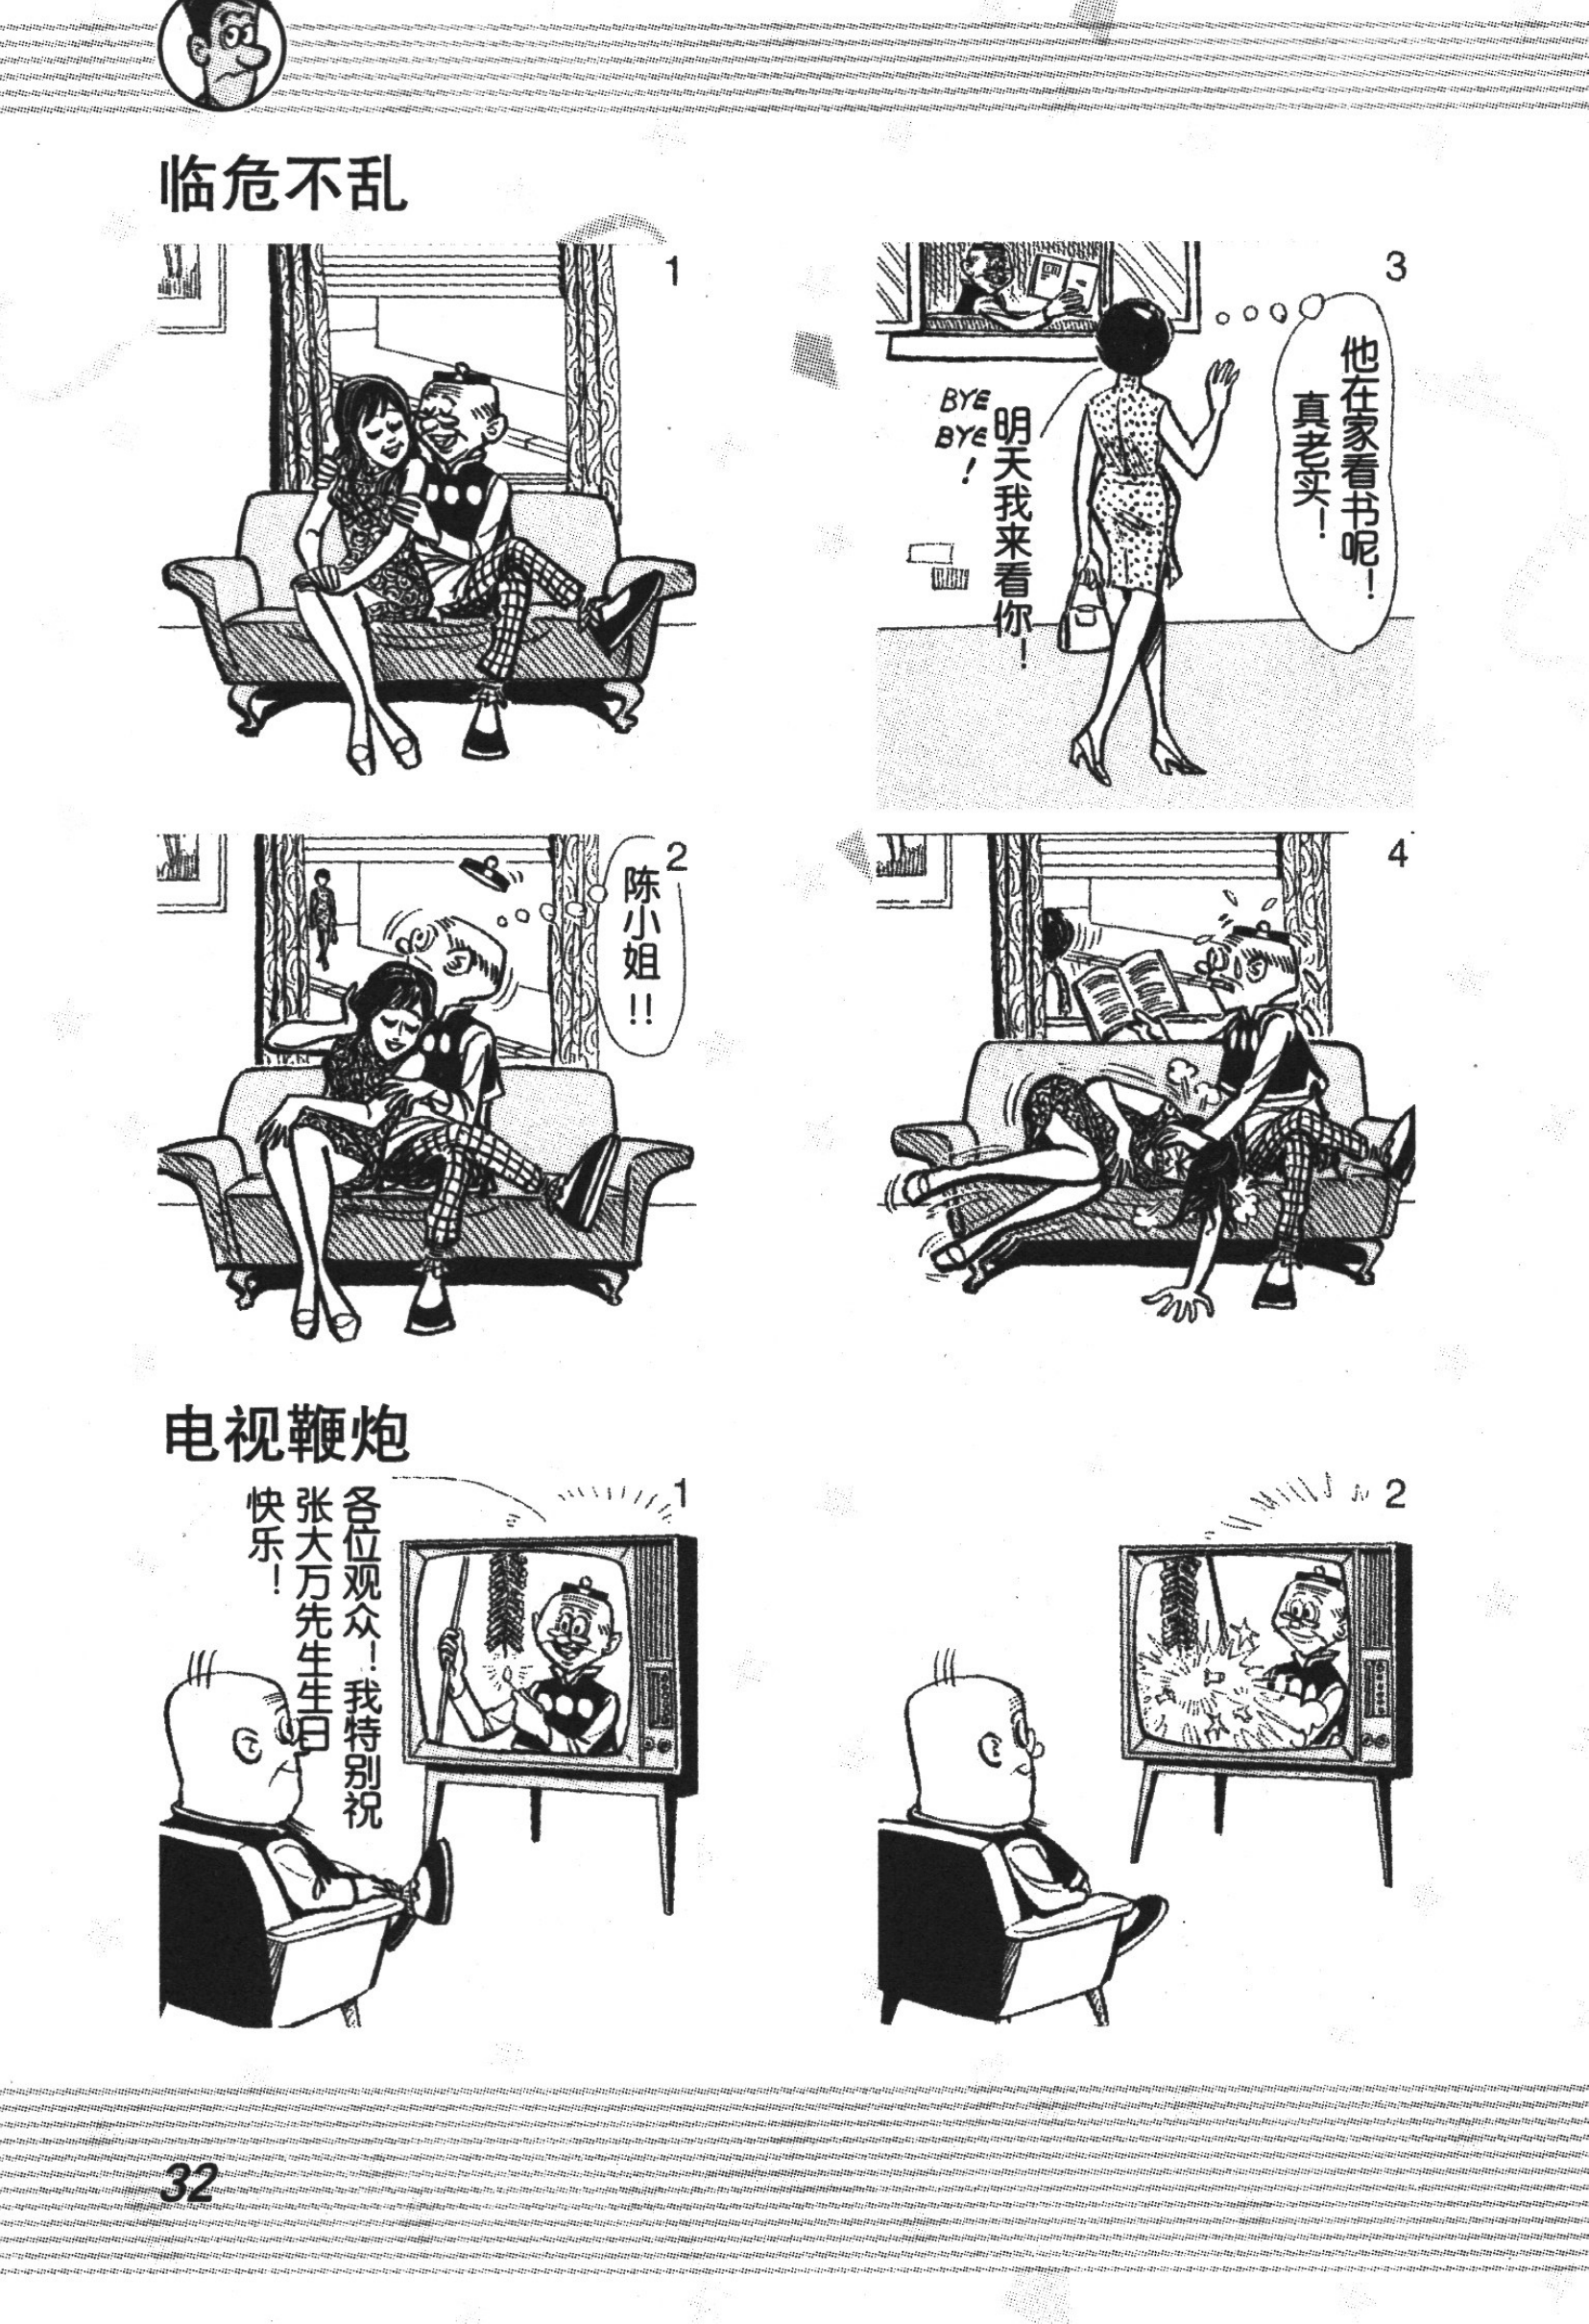 临危不乱
1
2
陈小姐!!
3
他在家看书呢!
真老实!
BYE
BYE!
明天我来看你!
4
电视鞭炮
1
各位观众!我特别祝
张大万先生生日
快乐!
2
32